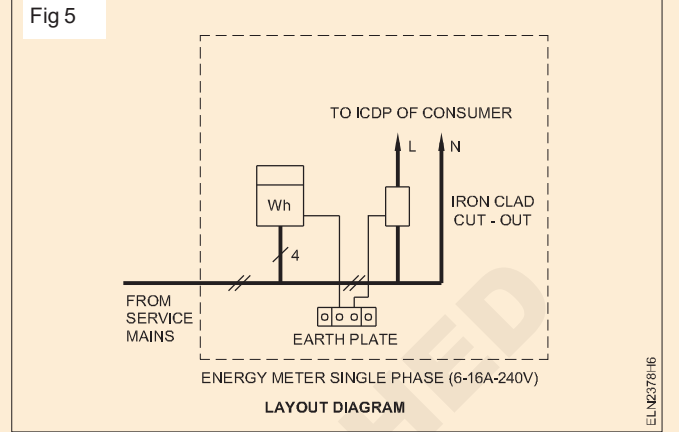 Fig 5
TO ICDP OF CONSUMER
L N
Wh
IRON CLAD
CUT - OUT
4
FROM
SERVICE
MAINS
EARTH PLATE
ENERGY METER SINGLE PHASE (6-16A-240V)
LAYOUT DIAGRAM
ELN2378H6